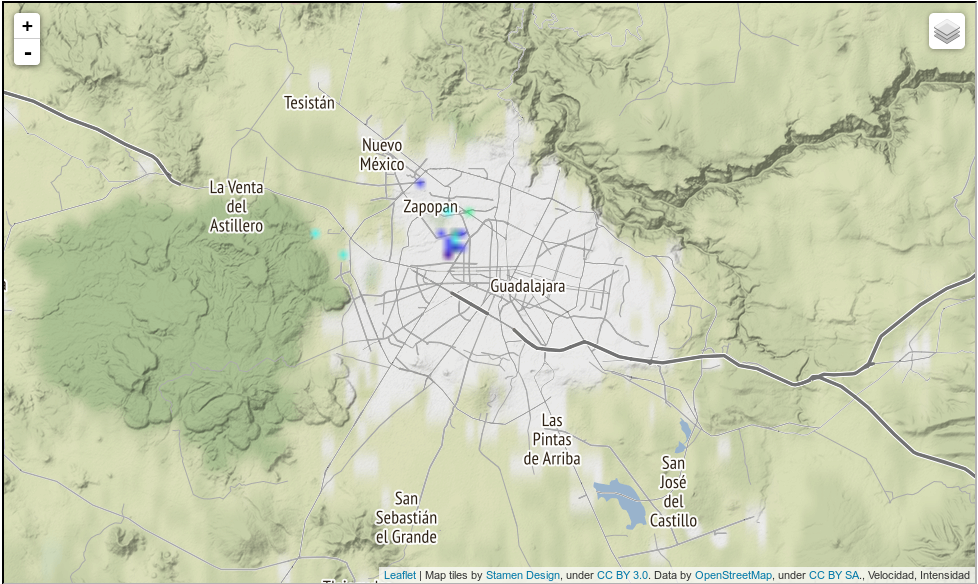 +
-
Tesistán
Nuevo
México
La Venta
del
Astillero
Zapopan
a
Guadalajara
Las
Pintas
de Arriba
San
José
del
Castillo
San
Sebastián
el Grande
Leaflet | Map tiles by Stamen Design, under CC BY 3.0. Data by OpenStreetMap, under CC BY SA., Velocidad, Intensidad